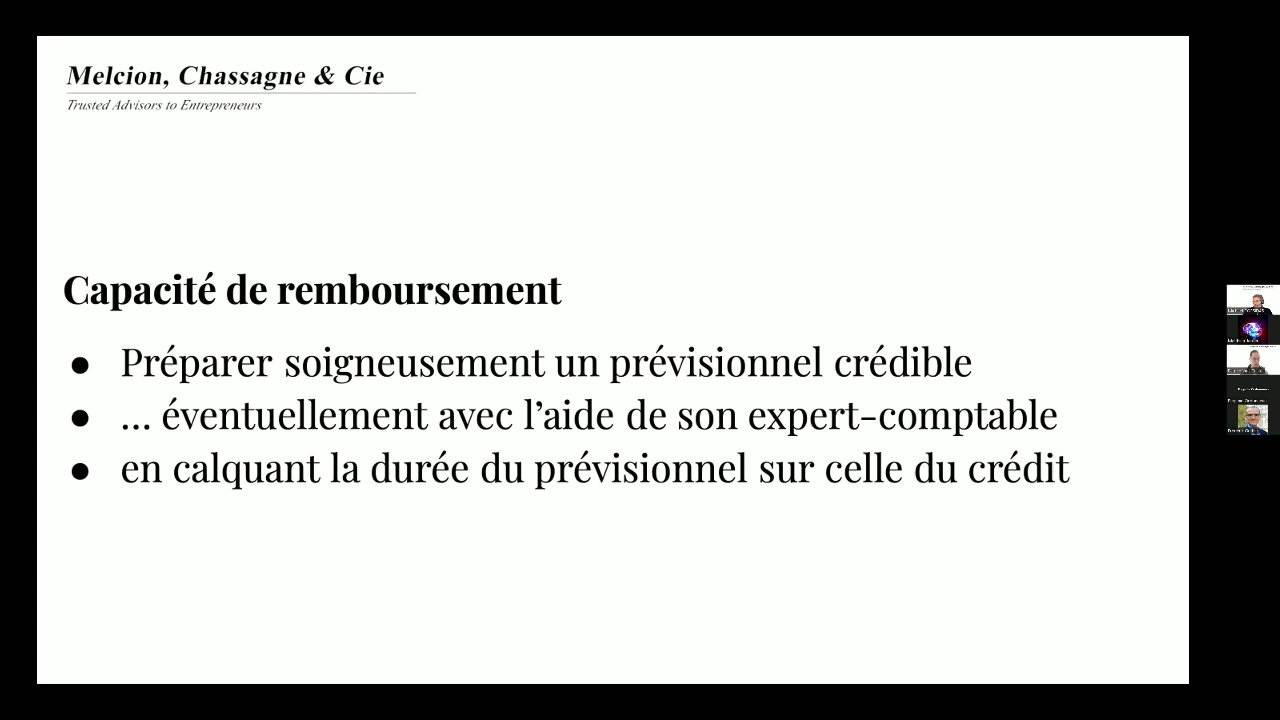 Melcion, Chassagne & Cie
Trusted Advisors to Entrepreneurs
Capacité de remboursement
● Préparer soigneusement un prévisionnel crédible
● ... éventuellement avec l’aide de son expert-comptable
● en calquant la durée du prévisionnel sur celle du crédit